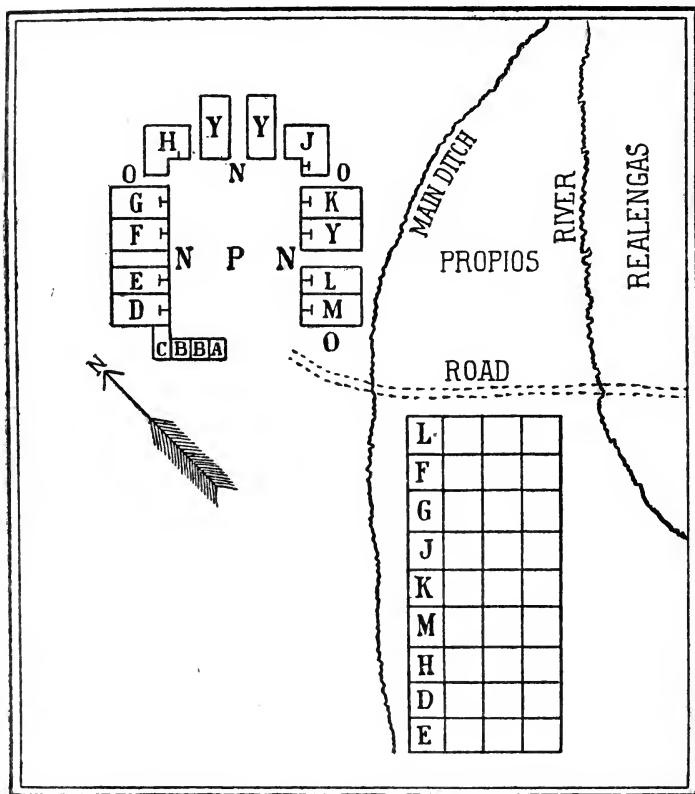 H Y Y J
O N O
G K
F Y
N P N
E L
D M
C B B A
O
N
MAIN DITCH
PROPIOS
RIVER
REALENGAS
ROAD
L
F
G
J
K
M
H
D
E